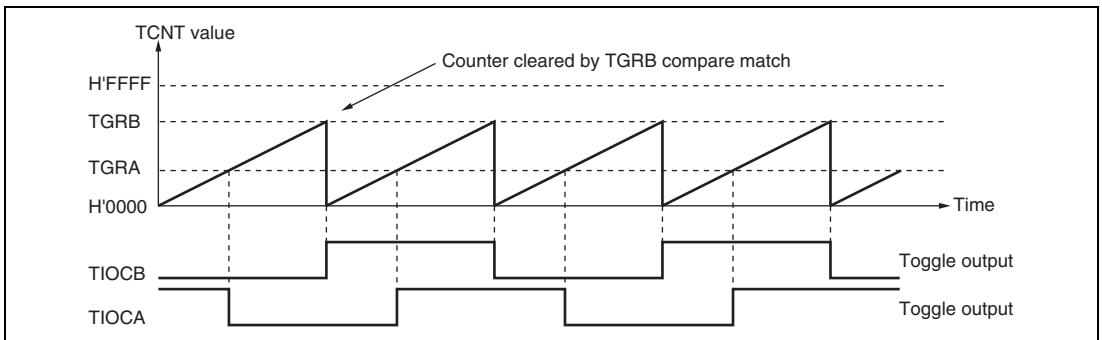 TCNT value
Counter cleared by TGRB compare match
H'FFFF
TGRB
TGRA
H'0000
Time
TIOCB
Toggle output
TIOCA
Toggle output